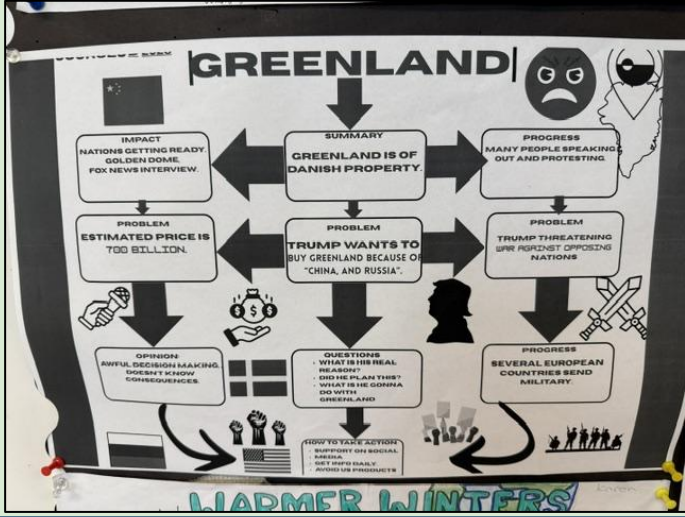 GREENLAND
IMPACT
NATIONS GETTING READY.
GOLDEN DOME.
FOX NEWS INTERVIEW.
SUMMARY
GREENLAND IS OF
DANISH PROPERTY.
PROGRESS
MANY PEOPLE SPEAKING
OUT AND PROTESTING.
PROBLEM
ESTIMATED PRICE IS
700 BILLION.
PROBLEM
TRUMP WANTS TO
BUY GREENLAND BECAUSE OF
"CHINA, AND RUSSIA".
PROBLEM
TRUMP THREATENING
WAR AGAINST OPPOSING
NATIONS
OPINION:
AWFUL DECISION MAKING.
DOESN'T KNOW
CONSEQUENCES.
QUESTIONS
• WHAT IS HIS REAL
REASON?
• DID HE PLAN THIS?
• WHAT IS HE GONNA
DO WITH
GREENLAND
PROGRESS
SEVERAL EUROPEAN
COUNTRIES SEND
MILITARY.
HOW TO TAKE ACTION
• SUPPORT ON SOCIAL
• MEDIA
• GET INFO DAILY
• AVOID US PRODUCTS
WARMER WINTERS